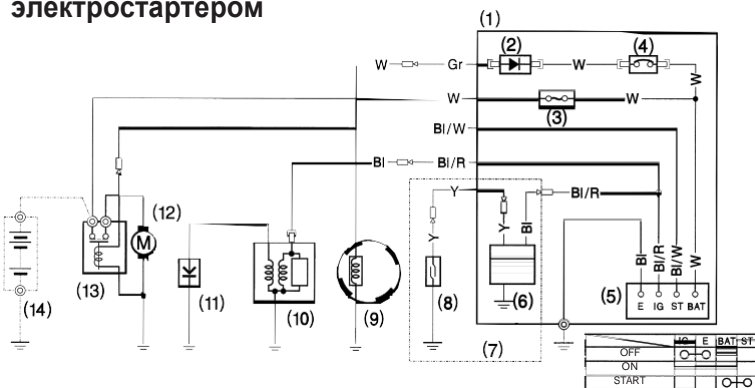 электростартером
(1)
(2)
(4)
W
Gr
W
W
W
W
(3)
Bl/W
Bl
Bl/R
Y
Bl/R
Y
Bl
Y
(12)
M
(13)
(14)
(11)
(10)
(9)
(8)
(6)
(7)
(5)
Bl
Bl/R
Bl/W
W
E IG ST BAT
IG E BAT ST
OFF
ON
START